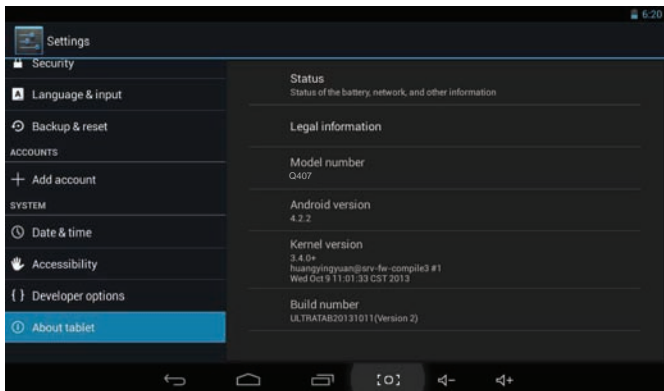 6:20
Settings
Security
Language & input
Backup & reset
ACCOUNTS
Add account
SYSTEM
Date & time
Accessibility
{ } Developer options
About tablet
Status
Status of the battery, network, and other information
Legal information
Model number
Q407
Android version
4.2.2
Kernel version
3.4.0+
huangyingyuan@srv-fw-compile3 #1
Wed Oct 9 11:01:33 CST 2013
Build number
ULTRATAB20131011(Version 2)